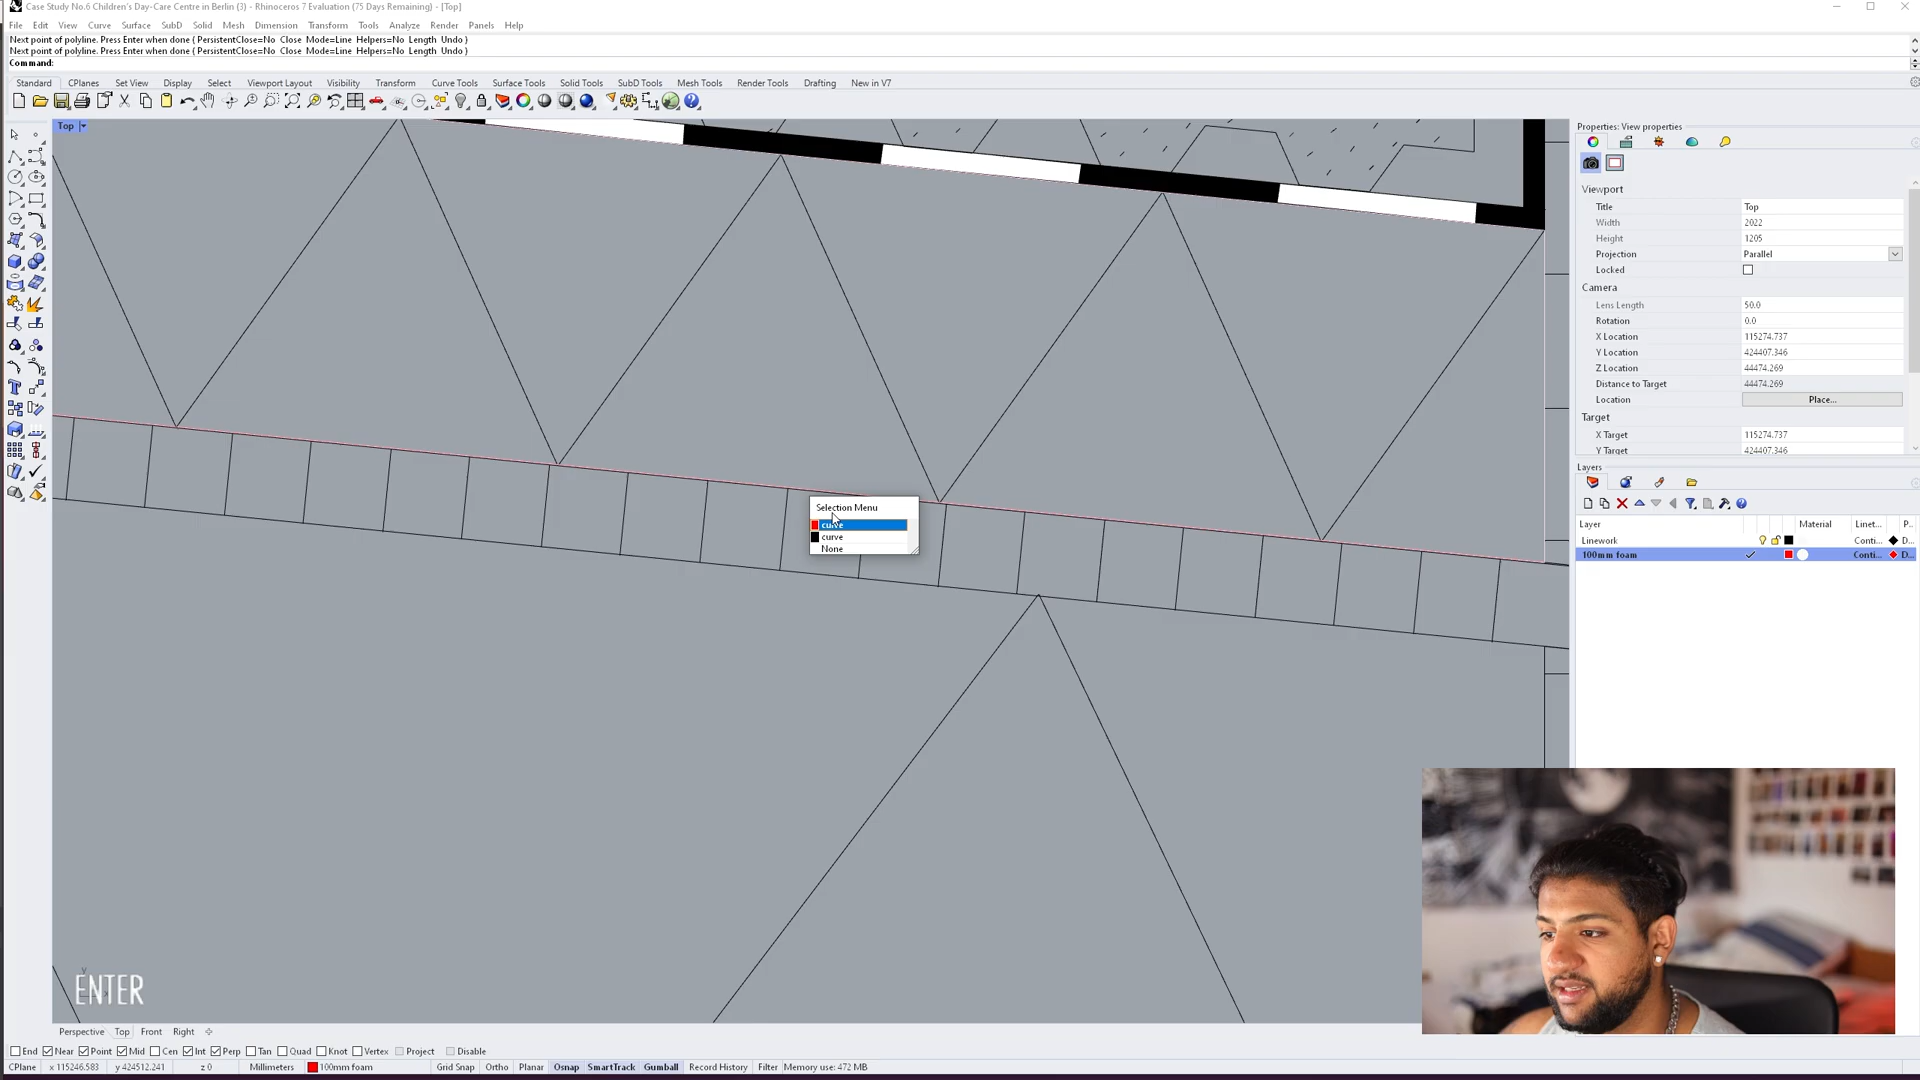 Case Study No.6 Children's Day-Care Centre in Berlin (3) - Rhinoceros 7 Evaluation (75 Days Remaining) - [Top]
File Edit View Curve Surface SubD Solid Mesh Dimension Transform Tools Analyze Render Panels Help
Next point of polyline. Press Enter when done ( PersistentClose=No Close Mode=Line Helpers=No Length Undo )
Next point of polyline. Press Enter when done ( PersistentClose=No Close Mode=Line Helpers=No Length Undo )
Command:
Standard CPlanes Set View Display Select Viewport Layout Visibility Transform Curve Tools Surface Tools Solid Tools SubD Tools Mesh Tools Render Tools Drafting New in V7
Top
Properties: View properties
Viewport
Title Top
Width 2022
Height 1205
Projection Parallel
Locked
Camera
Lens Length 50.0
Rotation 0.0
X Location 115274.737
Y Location 424407.346
Z Location 44474.269
Distance to Target 44474.269
Location Place...
Target
X Target 115274.737
Y Target 424407.346
Layers
Layer Material Linet... P...
Linework Conti... D...
100mm foam Conti... D...
Selection Menu
curve
curve
None
ENTER
Perspective Top Front Right
End Near Point Mid Cen Int Perp Tan Quad Knot Vertex Project Disable
CPlane x 115246.583 y 424512.241 z 0 Millimeters 100mm foam Grid Snap Ortho Planar Osnap SmartTrack Gumball Record History Filter Memory use: 472 MB